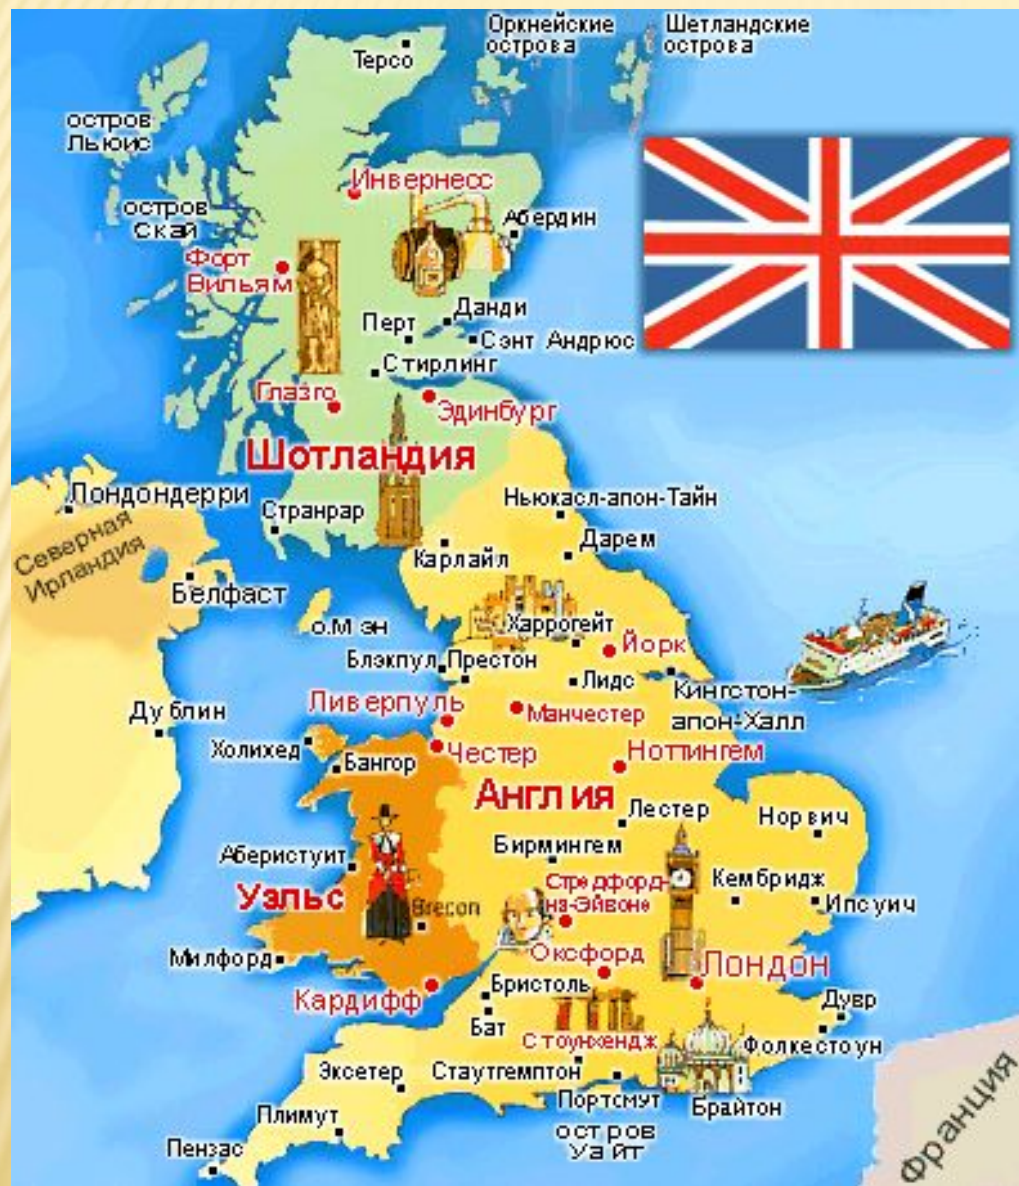 Оркнейские
острова
Шетландские
острова
Терсо
остров
Льюис
Инвернесс
остров
Скай
Абердин
Форт
Вильям
Данди
Перт
Сэнт Андрюс
Стирлинг
Глазго
Эдинбург
Шотландия
Лондондерри
Ньюкасл-апон-Тайн
Странрар
Северная
Ирландия
Дарем
Карлайл
Белфаст
о.Мэн
Харрогейт
Йорк
Блэкпул
Престон
Лидс
Кингстон-
апон-Халл
Ливерпуль
Манчестер
Дублин
Холихед
Честер
Ноттингем
Бангор
Англия
Лестер
Норвич
Бирмингем
Аберистуит
Уэльс
Стредфорд-
на-Эйвоне
Кембридж
Ипсуич
Brecon
Милфорд
Оксфорд
Лондон
Кардифф
Бристоль
Дувр
Бат
Стоунхендж
Фолкестоун
Эксетер
Стаутгемптон
Портсмут
Брайтон
Плимут
остров
Уайт
Пензас
Франция